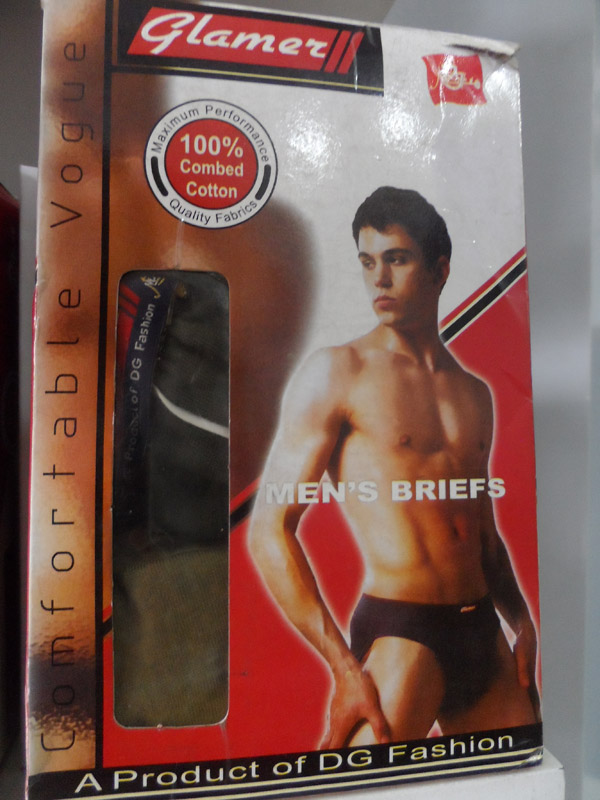 Glamer
Maximum Performance
100%
Combed
Cotton
Quality Fabrics
Comfortable Vogue
Product of DG Fashion
MEN'S BRIEFS
A Product of DG Fashion